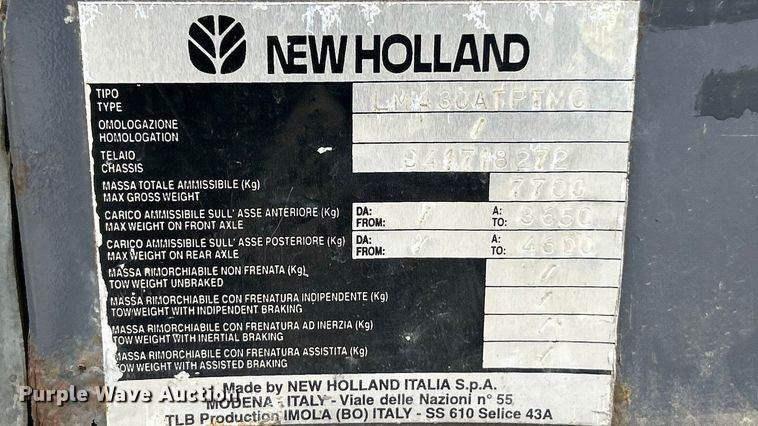 NEW HOLLAND
TIPO
TYPE
OMOLOGAZIONE
HOMOLOGATION
/
TELAIO
CHASSIS
MASSA TOTALE AMMISSIBILE (Kg)
MAX GROSS WEIGHT
7700
CARICO AMMISSIBILE SULL' ASSE ANTERIORE (Kg)
MAX WEIGHT ON FRONT AXLE
DA:
FROM: /
A:
TO: 3650
CARICO AMMISSIBILE SULL' ASSE POSTERIORE (Kg)
MAX WEIGHT ON REAR AXLE
DA:
FROM: /
A:
TO: 4600
MASSA RIMORCHIABILE NON FRENATA (Kg)
TOW WEIGHT UNBRAKED
/
MASSA RIMORCHIABILE CON FRENATURA INDIPENDENTE (Kg)
TOW WEIGHT WITH INDIPENDENT BRAKING
/
MASSA RIMORCHIABILE CON FRENATURA AD INERZIA (Kg)
TOW WEIGHT WITH INERTIAL BRAKING
/
MASSA RIMORCHIABILE CON FRENATURA ASSISTITA (Kg)
TOW WEIGHT WITH ASSISTED BRAKING
/
Made by NEW HOLLAND ITALIA S.p.A.
MODENA - ITALY - Viale delle Nazioni n° 55
TLB Production IMOLA (BO) ITALY - SS 610 Selice 43A
Purple Wave Auction